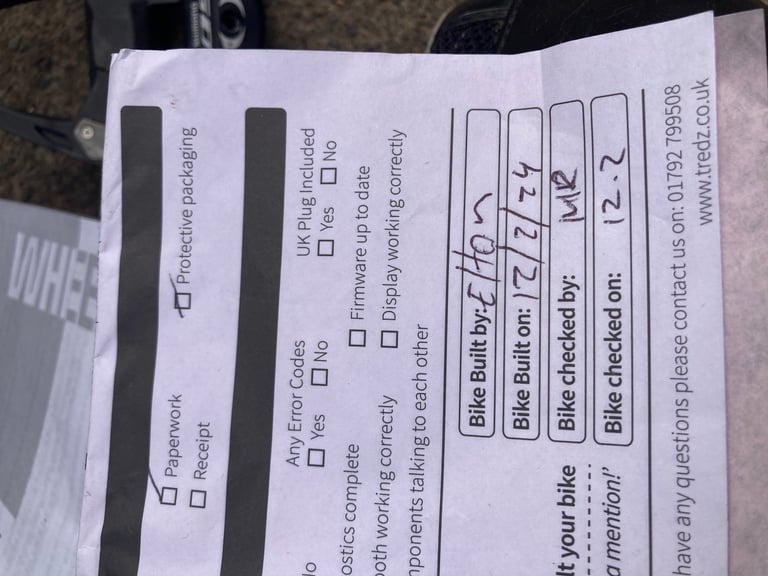 WHE
Paperwork
Protective packaging
Receipt
Any Error Codes
UK Plug Included
Yes
No
Yes
No
ostics complete
Firmware up to date
ooth working correctly
Display working correctly
mponents talking to each other
Bike Built by: Elton
Bike Built on: 12/2/24
lt your bike
Bike checked by: MR
a mention!'
Bike checked on: 12.2
have any questions please contact us on: 01792 799508
www.tredz.co.uk